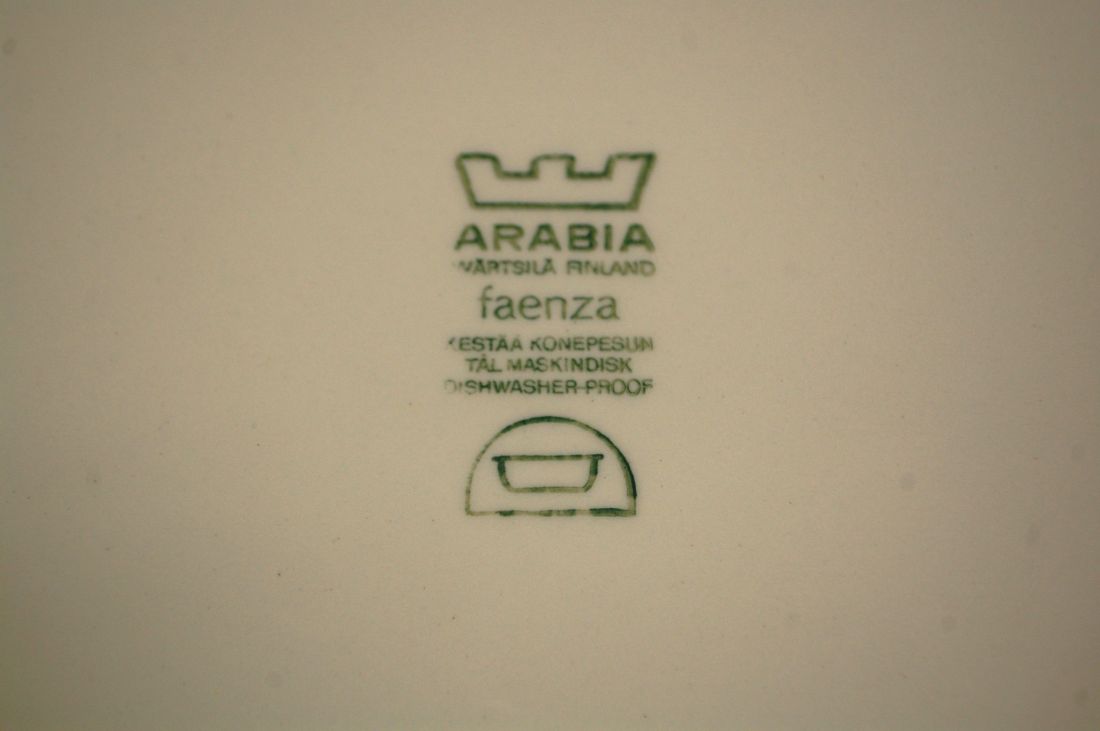 ARABIA
WÄRTSILÄ FINLAND
faenza
KESTÄÄ KONEPESUN
TÅL MASKINDISK
DISHWASHER-PROOF